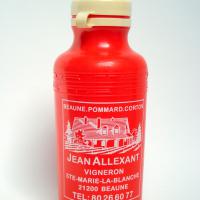 BEAUNE.POMMARD.CORTON
JEAN ALLEXANT
VIGNERON
STE-MARIE-LA-BLANCHE
21200 BEAUNE
TEL: 80 26 60 77